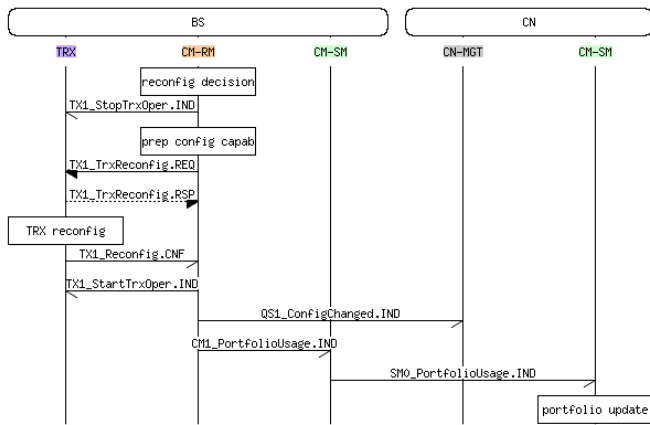 BS
CN
TRX
CM-RM
CM-SM
CN-MGT
CM-SM
reconfig decision
TX1_StopTrxOper.IND
prep config capab
TX1_TrxReconfig.REQ
TX1_TrxReconfig.RSP
TRX reconfig
TX1_Reconfig.CNF
TX1_StartTrxOper.IND
QS1_ConfigChanged.IND
CM1_PortfolioUsage.IND
SM0_PortfolioUsage.IND
portfolio update